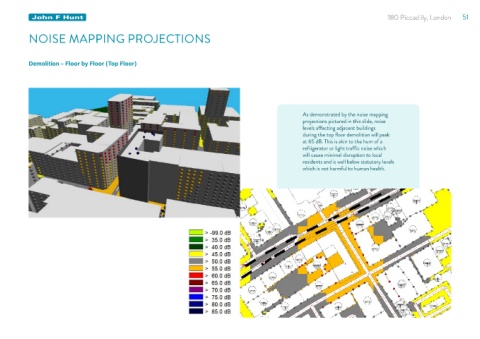 John F Hunt
180 Piccadilly, London 51
NOISE MAPPING PROJECTIONS
Demolition – Floor by Floor (Top Floor)
As demonstrated by the noise mapping
projections pictured in this slide, noise
levels affecting adjacent buildings
during the top floor demolition will peak
at 65 dB. This is akin to the hum of a
refrigerator or light traffic noise which
will cause minimal disruption to local
residents and is well below statutory levels
which is not harmful to human health.
> -99.0 dB
> 35.0 dB
> 40.0 dB
> 45.0 dB
> 50.0 dB
> 55.0 dB
> 60.0 dB
> 65.0 dB
> 70.0 dB
> 75.0 dB
> 80.0 dB
> 85.0 dB